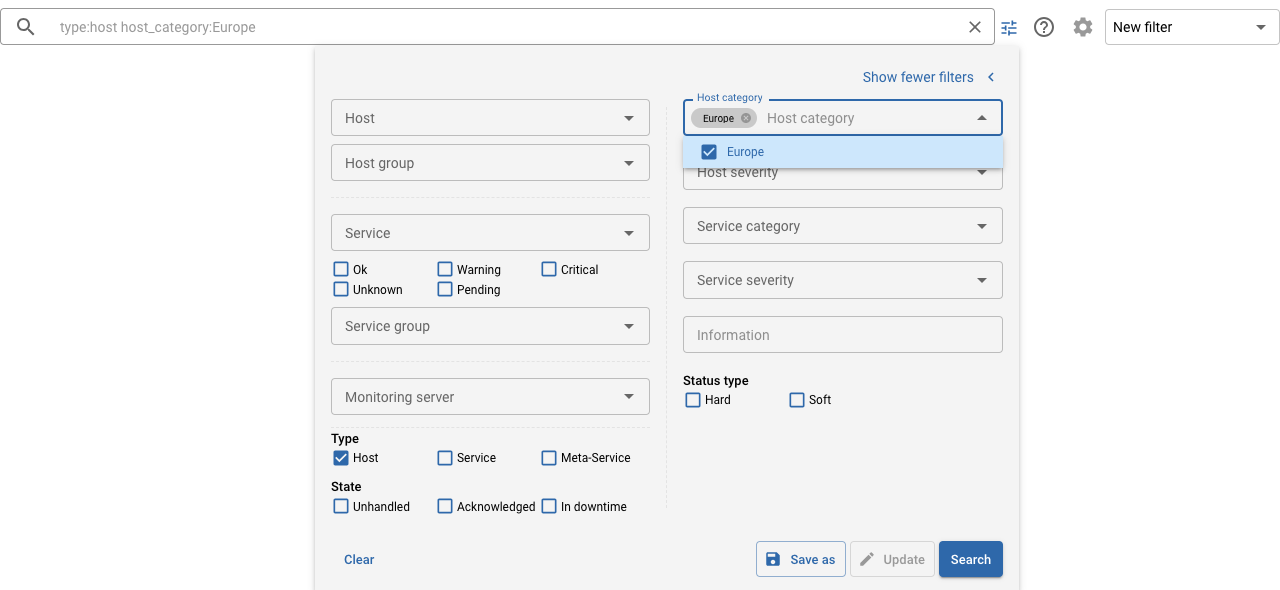 type:host host_category:Europe
New filter
Show fewer filters
Host
Host group
Service
Ok
Warning
Critical
Unknown
Pending
Service group
Monitoring server
Type
Host
Service
Meta-Service
State
Unhandled
Acknowledged
In downtime
Host category
Europe
Host category
Europe
Host severity
Service category
Service severity
Information
Status type
Hard
Soft
Clear
Save as
Update
Search